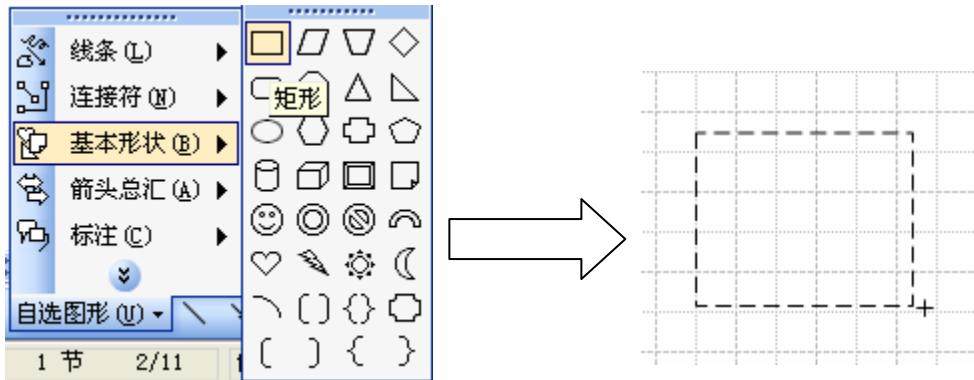 线条(L)
连接符(N)
基本形状(B)
箭头总汇(A)
标注(C)
自选图形(U)
矩形
1 节 2/11